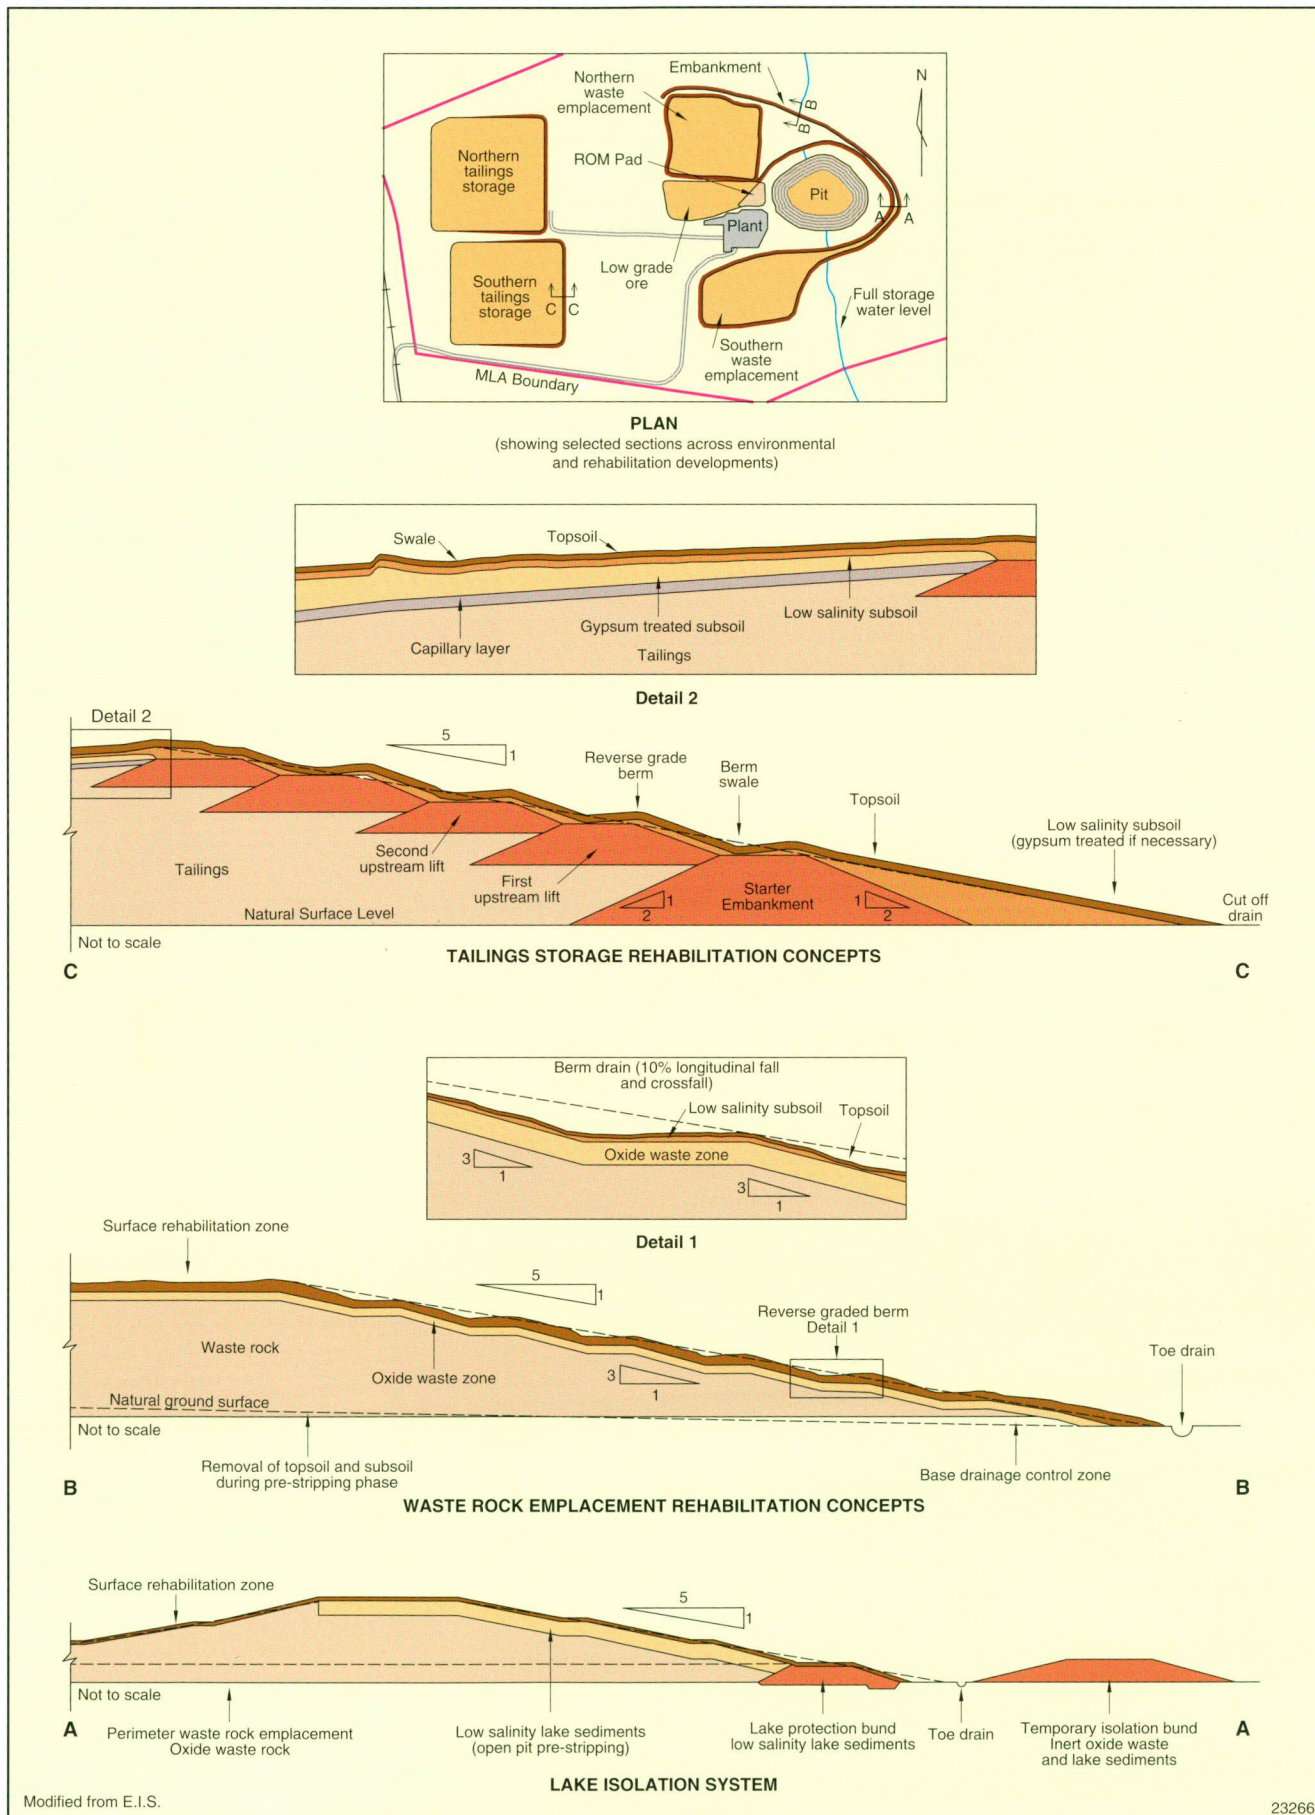 Embankment
N
Northern
waste
emplacement
B
B
ROM Pad
Northern
tailings
storage
Pit
A
A
Plant
Low grade
ore
Southern
tailings
storage
C
C
Full storage
water level
Southern
waste
emplacement
MLA Boundary
PLAN
(showing selected sections across environmental
and rehabilitation developments)
Swale
Topsoil
Low salinity subsoil
Gypsum treated subsoil
Capillary layer
Tailings
Detail 2
Detail 2
5
1
Reverse grade
berm
Berm
swale
Topsoil
Low salinity subsoil
(gypsum treated if necessary)
Second
upstream lift
Tailings
First
upstream lift
Starter
Embankment
1
2
1
2
Natural Surface Level
Cut off
drain
Not to scale
TAILINGS STORAGE REHABILITATION CONCEPTS
C
C
Berm drain (10% longitudinal fall
and crossfall)
Low salinity subsoil
Topsoil
Oxide waste zone
3
1
3
1
Detail 1
Surface rehabilitation zone
5
1
Reverse graded berm
Detail 1
Toe drain
Waste rock
Oxide waste zone
3
1
Natural ground surface
Not to scale
Removal of topsoil and subsoil
during pre-stripping phase
Base drainage control zone
B
B
WASTE ROCK EMPLACEMENT REHABILITATION CONCEPTS
Surface rehabilitation zone
5
1
Not to scale
A
A
Perimeter waste rock emplacement
Oxide waste rock
Low salinity lake sediments
(open pit pre-stripping)
Lake protection bund
low salinity lake sediments
Toe drain
Temporary isolation bund
Inert oxide waste
and lake sediments
LAKE ISOLATION SYSTEM
Modified from E.I.S.
23266